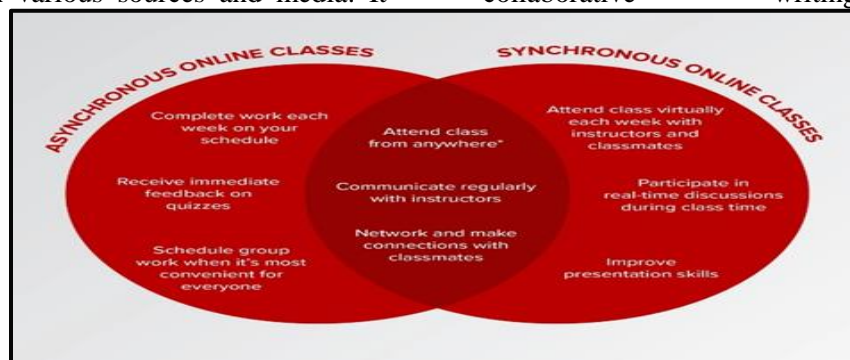 various sources and media. It collaborative writing
ASYNCHRONOUS ONLINE CLASSES
Complete work each
week on your
schedule
Receive immediate
feedback on
quizzes
Schedule group
work when it's most
convenient for
everyone
Attend class
from anywhere*
Communicate regularly
with instructors
Network and make
connections with
classmates
SYNCHRONOUS ONLINE CLASSES
Attend class virtually
each week with
instructors and
classmates
Participate in
real-time discussions
during class time
Improve
presentation skills